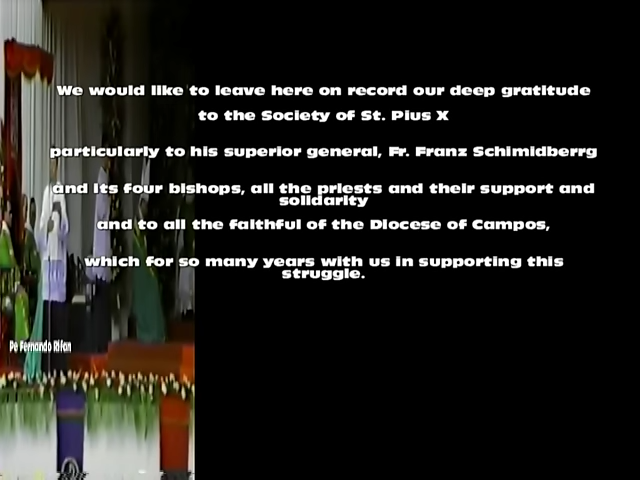 We would like to leave here on record our deep gratitude
to the Society of St. Pius X
particularly to his superior general, Fr. Franz Schimidberrg
and its four bishops, all the priests and their support and
solidarity
and to all the faithful of the Diocese of Campos,
which for so many years with us in supporting this
struggle.
Pe Fernando Rifan